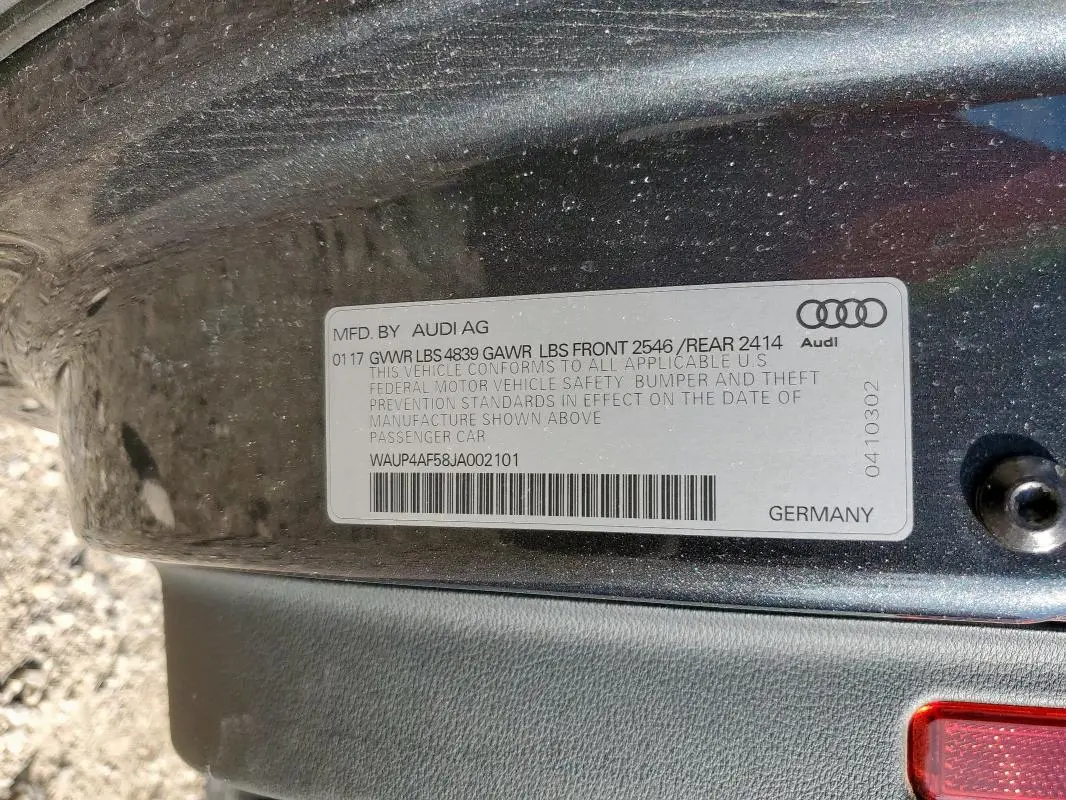 MFD. BY AUDI AG
Audi
01 17 GVWR LBS 4839 GAWR LBS FRONT 2546 /REAR 2414
THIS VEHICLE CONFORMS TO ALL APPLICABLE U S
FEDERAL MOTOR VEHICLE SAFETY BUMPER AND THEFT
PREVENTION STANDARDS IN EFFECT ON THE DATE OF
MANUFACTURE SHOWN ABOVE
PASSENGER CAR
WAUP4AF58JA002101
GERMANY
0410302